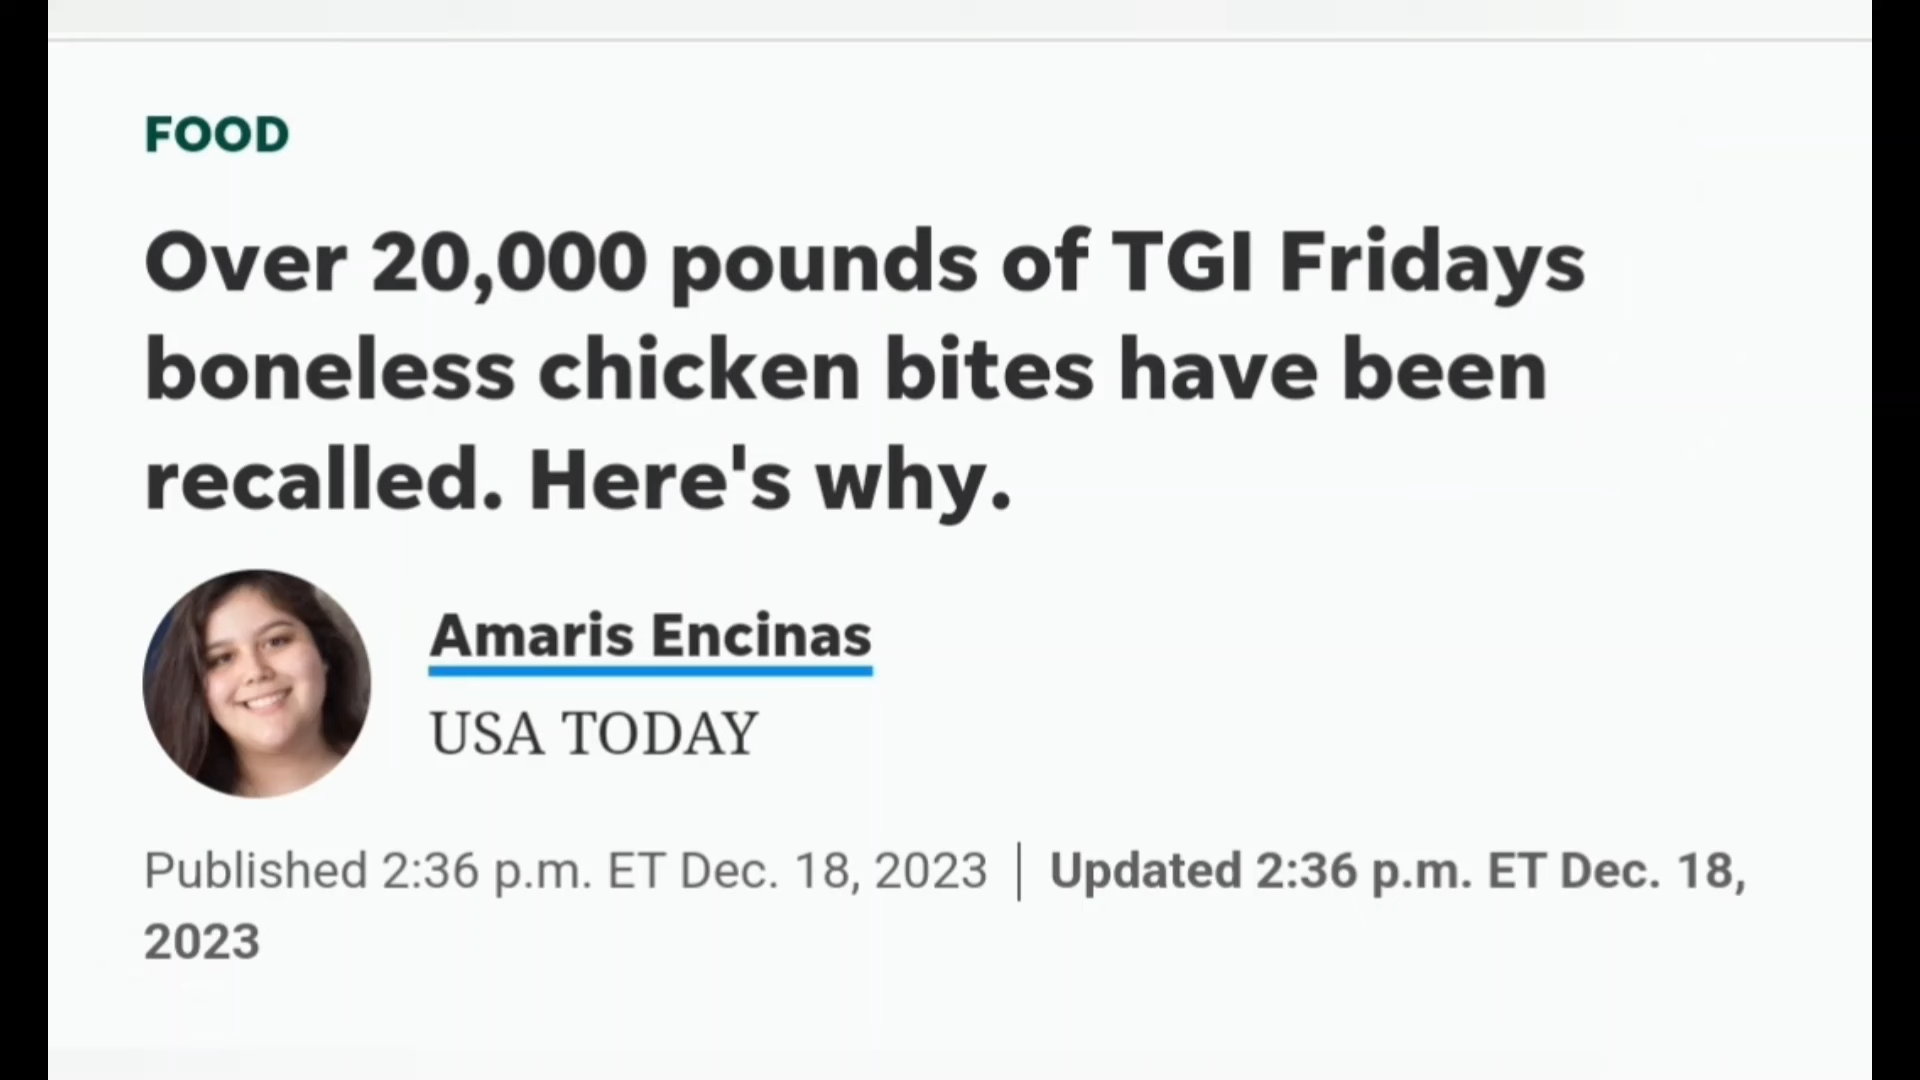 FOOD
Over 20,000 pounds of TGI Fridays
boneless chicken bites have been
recalled. Here's why.
Amaris Encinas
USA TODAY
Published 2:36 p.m. ET Dec. 18, 2023 | Updated 2:36 p.m. ET Dec. 18,
2023